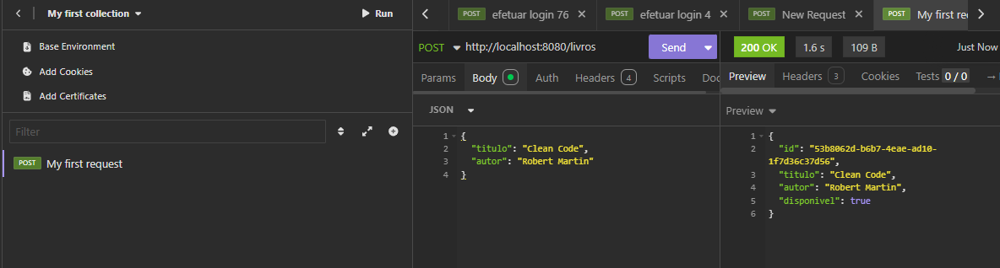 My first collection
Run
Base Environment
Add Cookies
Add Certificates
Filter
POST My first request
POST efetuar login 76
POST efetuar login 4
POST New Request
POST My first rec
POST http://localhost:8080/livros Send
200 OK 1.6 s 109 B Just Now
Params Body Auth Headers 4 Scripts Doc
Preview Headers 3 Cookies Tests 0 / 0
JSON
1 {
2 "titulo": "Clean Code",
3 "autor": "Robert Martin"
4 }
Preview
1 {
2 "id": "53b8062d-b6b7-4eae-ad10-
1f7d36c37d56",
3 "titulo": "Clean Code",
4 "autor": "Robert Martin",
5 "disponivel": true
6 }